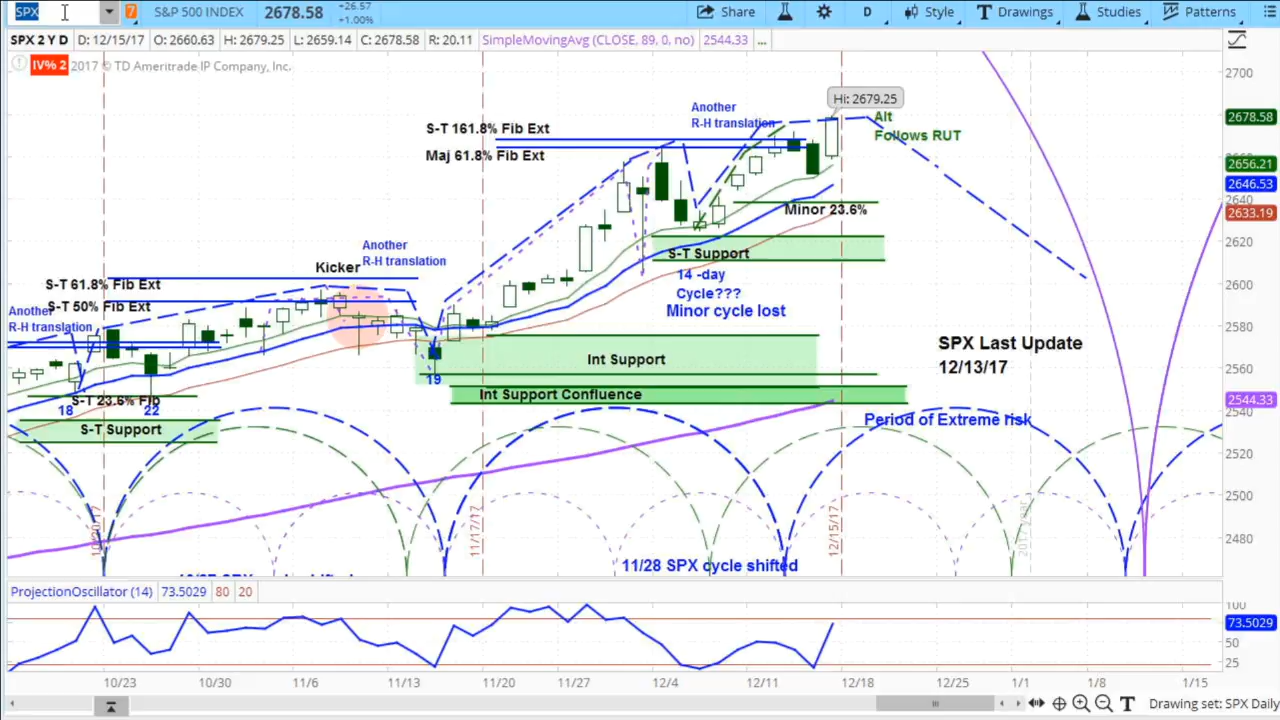 SPX
7
S&P 500 INDEX
2678.58
+26.57
+1.00%
Share
D
Style
Drawings
Studies
Patterns
SPX 2 Y D
D: 12/15/17
O: 2660.63
H: 2679.25
L: 2659.14
C: 2678.58
R: 20.11
SimpleMovingAvg (CLOSE, 89, 0, no)
2544.33
...
IV% 2
2017 © TD Ameritrade IP Company, Inc.
2700
Hi: 2679.25
Another
R-H translation
Alt
Follows RUT
S-T 161.8% Fib Ext
Maj 61.8% Fib Ext
2678.58
2656.21
2646.53
2640
2633.19
2620
2600
2580
2560
2544.33
2540
2520
2500
2480
Minor 23.6%
S-T Support
14 -day
Cycle???
Minor cycle lost
Another
R-H translation
Kicker
S-T 61.8% Fib Ext
S-T 50% Fib Ext
Another
R-H translation
SPX Last Update
12/13/17
Int Support
19
Int Support Confluence
S-T 23.6% Fib
18
22
S-T Support
Period of Extreme risk
11/17/17
12/15/17
11/28 SPX cycle shifted
ProjectionOscillator (14)
73.5029
80
20
100
73.5029
50
25
10/23
10/30
11/6
11/13
11/20
11/27
12/4
12/11
12/18
12/25
1/1
1/8
1/15
Drawing set: SPX Daily